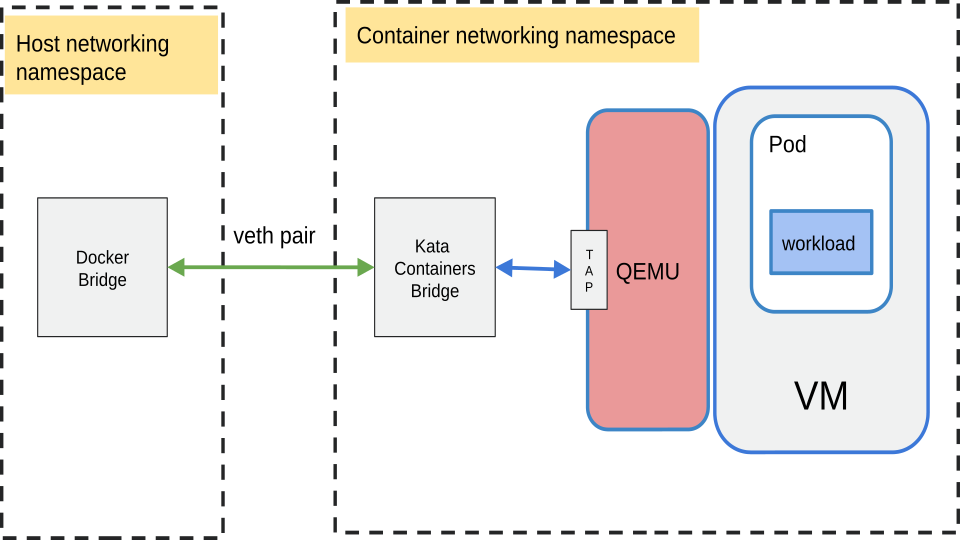 Host networking
namespace
Container networking namespace
Pod
workload
veth pair
Docker
Bridge
Kata
Containers
Bridge
T
A
P
QEMU
VM